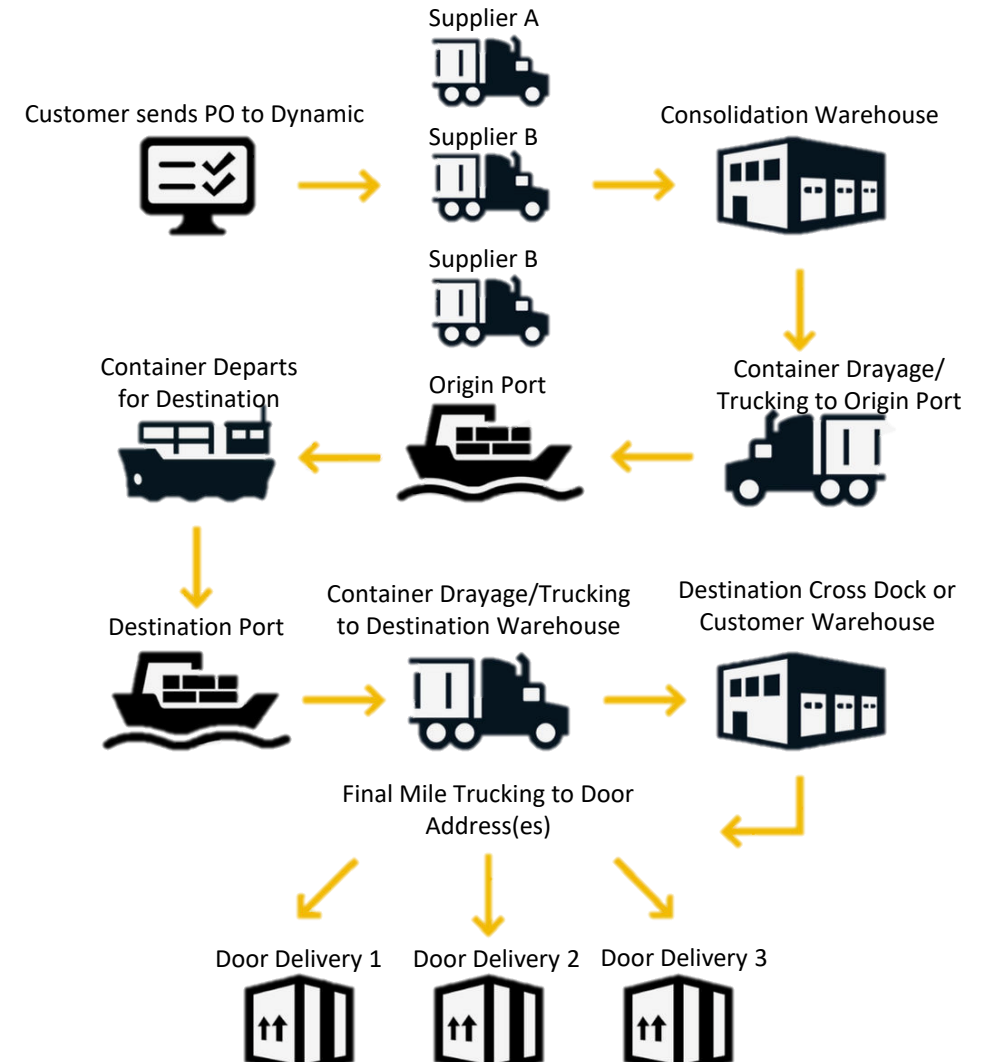 Supplier A
Customer sends PO to Dynamic
Supplier B
Consolidation Warehouse
Supplier B
Container Departs
for Destination
Origin Port
Container Drayage/
Trucking to Origin Port
Destination Port
Container Drayage/Trucking
to Destination Warehouse
Destination Cross Dock or
Customer Warehouse
Final Mile Trucking to Door
Address(es)
Door Delivery 1
Door Delivery 2
Door Delivery 3